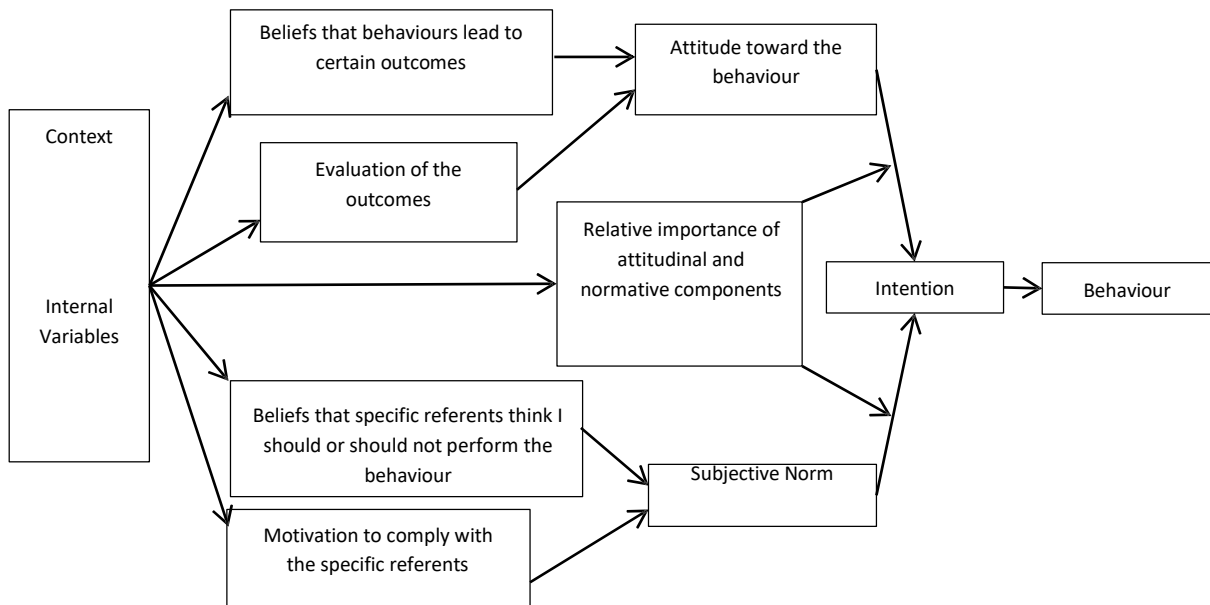 Beliefs that behaviours lead to
certain outcomes
Attitude toward the
behaviour
Context
Internal
Variables
Evaluation of the
outcomes
Relative importance of
attitudinal and
normative components
Intention
Behaviour
Beliefs that specific referents think I
should or should not perform the
behaviour
Subjective Norm
Motivation to comply with
the specific referents